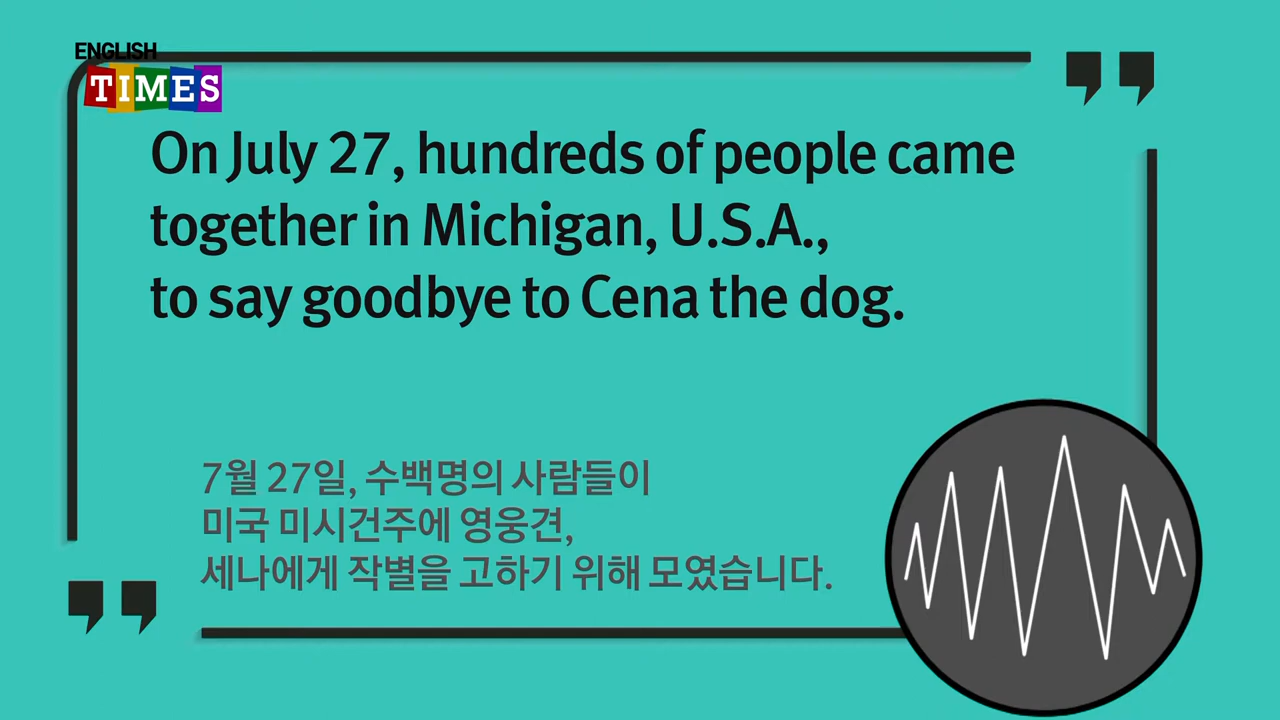 ENGLISH
TIMES
On July 27, hundreds of people came
together in Michigan, U.S.A.,
to say goodbye to Cena the dog.
7월 27일, 수백명의 사람들이
미국 미시건주에 영웅견,
세나에게 작별을 고하기 위해 모였습니다.